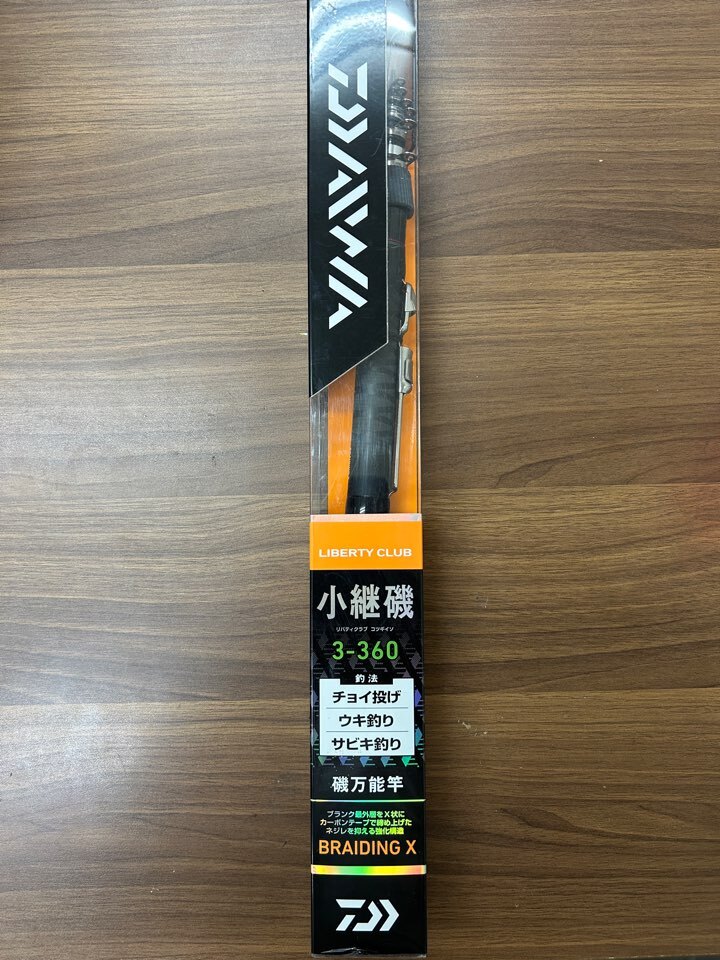 DAIWA
LIBERTY CLUB
小継磯
リバティクラブ コツギイソ
3-360
釣法
チョイ投げ
ウキ釣り
サビキ釣り
磯万能竿
ブランク最外層をX状に
カーボンテープで締め上げた
ネジレを抑える強化構造
BRAIDING X